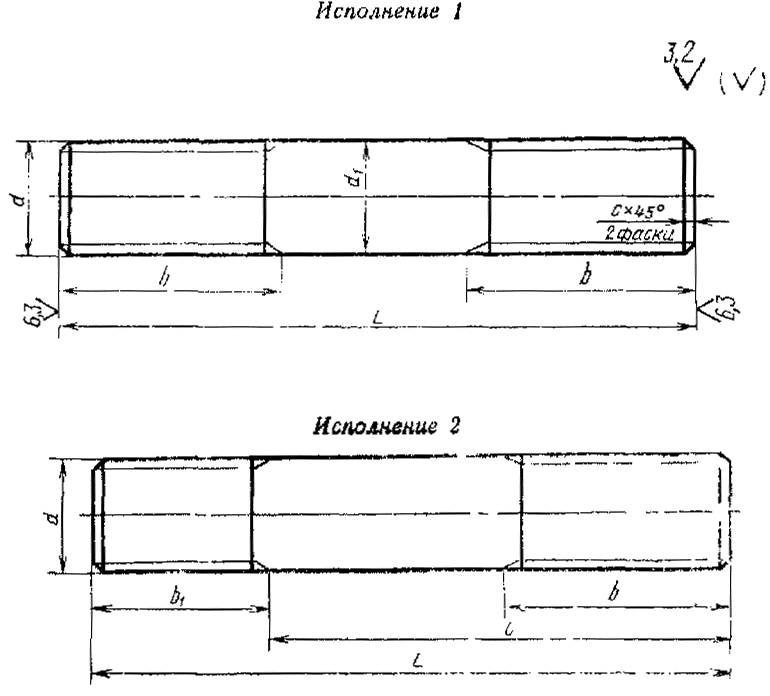 Исполнение 1
3,2 (√)
d
d₁
c×45°
2 фаски
b
b
6,3
L
6,3
Исполнение 2
d
b₁
b
L